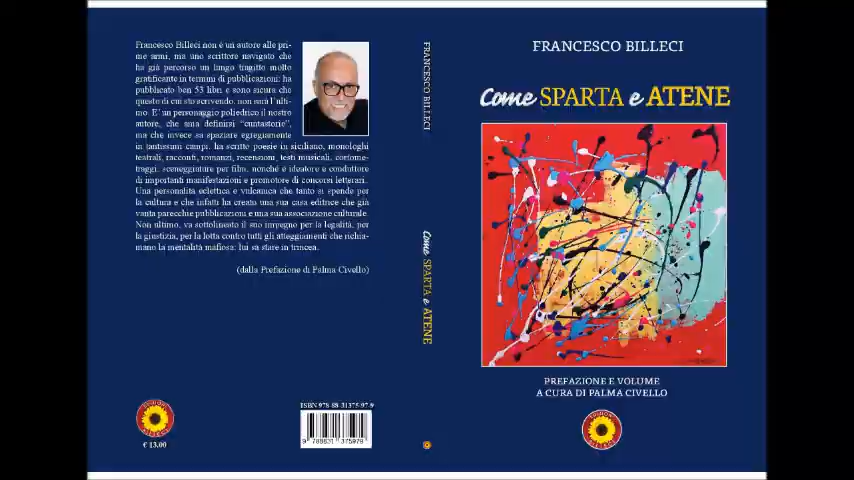 Francesco Billeci non è un autore alle pri-
me armi, ma uno scrittore navigato che
ha già percorso un lungo tragitto molto
gratificante in termini di pubblicazioni: ha
pubblicato ben 53 libri e sono sicura che
questo di cui sto scrivendo, non sarà l'ulti-
mo. E' un personaggio poliedrico il nostro
autore, che ama definirsi "cuntastorie",
ma che invece sa spaziare egregiamente
in tantissimi campi: ha scritto poesie in siciliano, monologhi
teatrali, racconti, romanzi, recensioni, testi musicali, cortome-
traggi, sceneggiature per film, nonché è ideatore e conduttore
di importanti manifestazioni e promotore di concorsi letterari.
Una personalità eclettica e vulcanica che tanto si spende per
la cultura e che infatti ha creato una sua casa editrice che già
vanta parecchie pubblicazioni e una sua associazione culturale.
Non ultimo, va sottolineato il suo impegno per la legalità, per
la giustizia, per la lotta contro tutti gli atteggiamenti che richia-
mano la mentalità mafiosa: lui sa stare in trincea.
(dalla Prefazione di Palma Civello)
€ 13,00
ISBN 978-88-31375-97-9
9 788831 375979
FRANCESCO BILLECI
Come SPARTA e ATENE
FRANCESCO BILLECI
Come SPARTA e ATENE
PREFAZIONE E VOLUME
A CURA DI PALMA CIVELLO